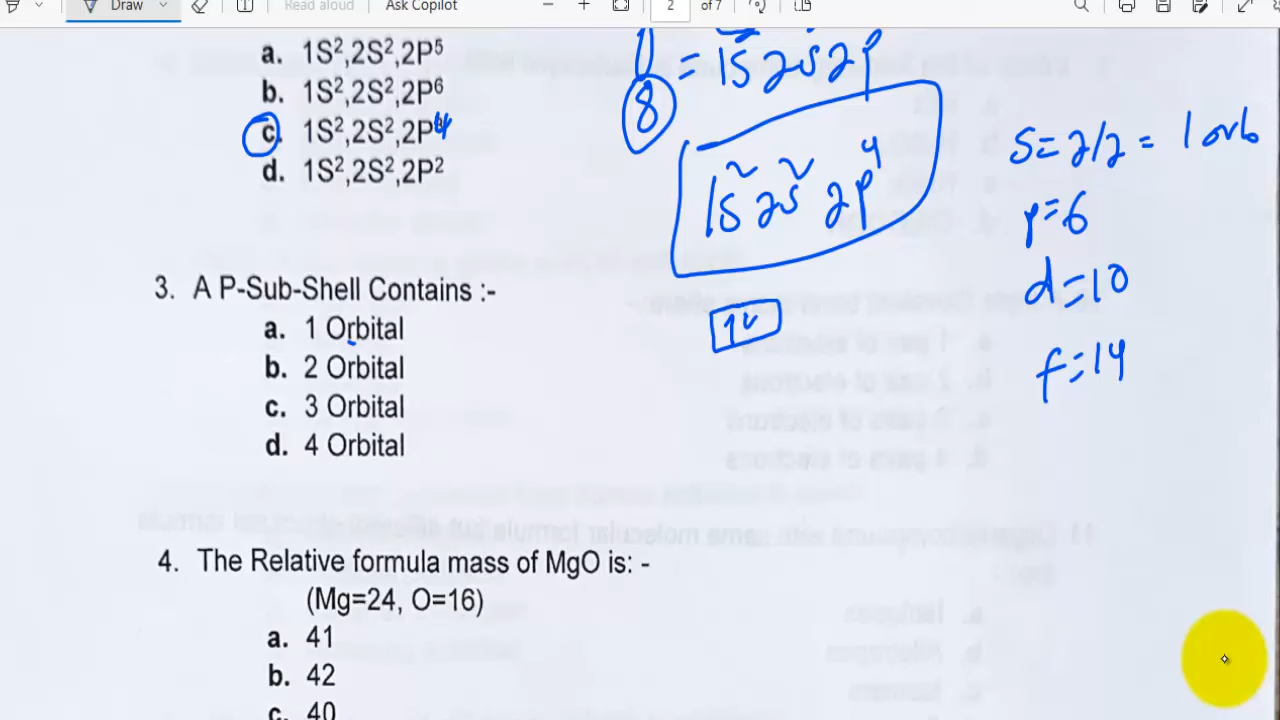 Draw
Read aloud
Ask Copilot
2 of 7
a. 1S²,2S²,2P⁵
b. 1S²,2S²,2P⁶
c. 1S²,2S²,2P⁴
d. 1S²,2S²,2P²
= 1S 2S 2P
8
1S² 2S² 2P⁴
S=2/2= 1 orb
P=6
d=10
f=14
3. A P-Sub-Shell Contains :-
a. 1 Orbital
b. 2 Orbital
c. 3 Orbital
d. 4 Orbital
4. The Relative formula mass of MgO is: -
(Mg=24, O=16)
a. 41
b. 42
c. 40